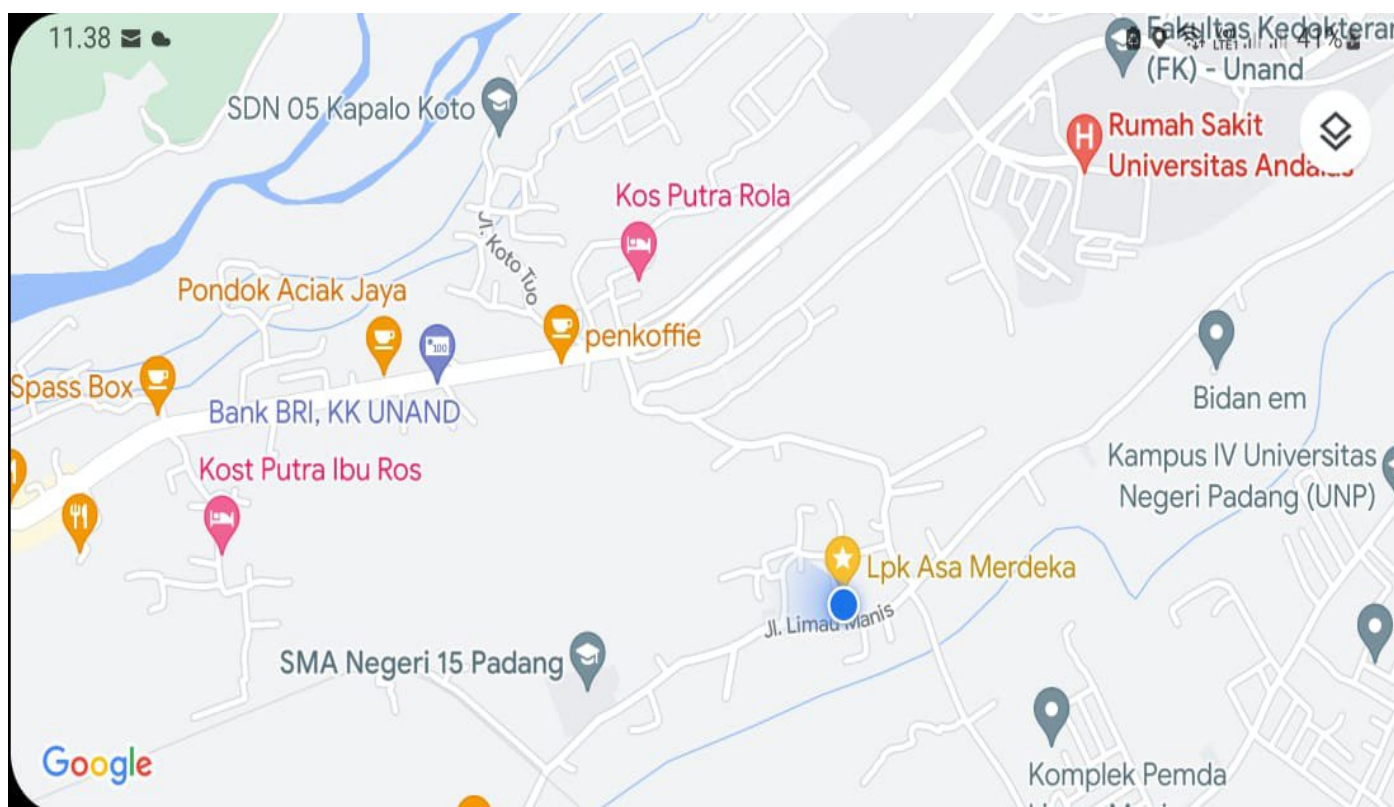 11.38
41%
Fakultas Kedokteran
(FK) - Unand
SDN 05 Kapalo Koto
Rumah Sakit
Universitas Andalas
Kos Putra Rola
Jl. Koto Tuo
Pondok Aciak Jaya
100
penkoffie
Spass Box
Bank BRI, KK UNAND
Bidan em
Kost Putra Ibu Ros
Kampus IV Universitas
Negeri Padang (UNP)
Lpk Asa Merdeka
Jl. Limau Manis
SMA Negeri 15 Padang
Google
Komplek Pemda